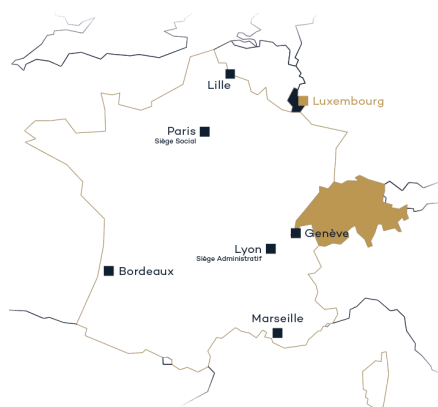 Lille
Luxembourg
Paris
Siège Social
Genève
Lyon
Siège Administratif
Bordeaux
Marseille